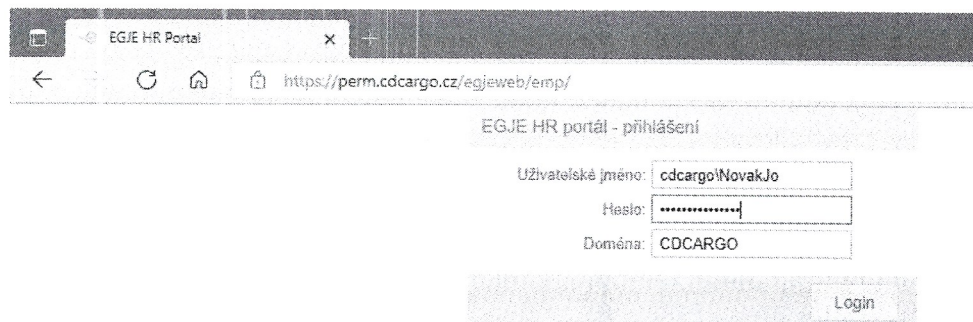 EGJE HR Portal
https://perm.cdcargo.cz/egjeweb/emp/
EGJE HR portál - přihlášení
Uživatelské jméno: cdcargo\NovakJo
Heslo: ••••••••••••••
Doména: CDCARGO
Login